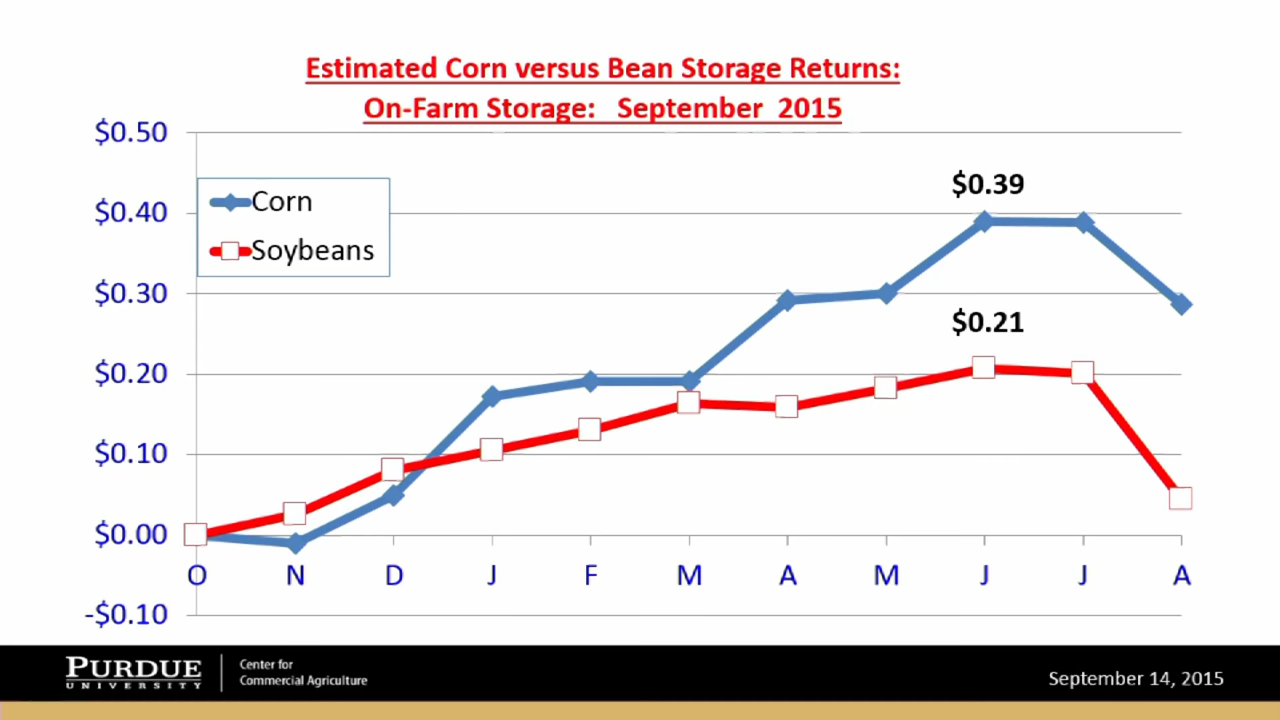 Estimated Corn versus Bean Storage Returns:
On-Farm Storage: September 2015
$0.50
$0.40
$0.30
$0.20
$0.10
$0.00
-$0.10
Corn
Soybeans
$0.39
$0.21
O N D J F M A M J J A
PURDUE
UNIVERSITY
Center for
Commercial Agriculture
September 14, 2015